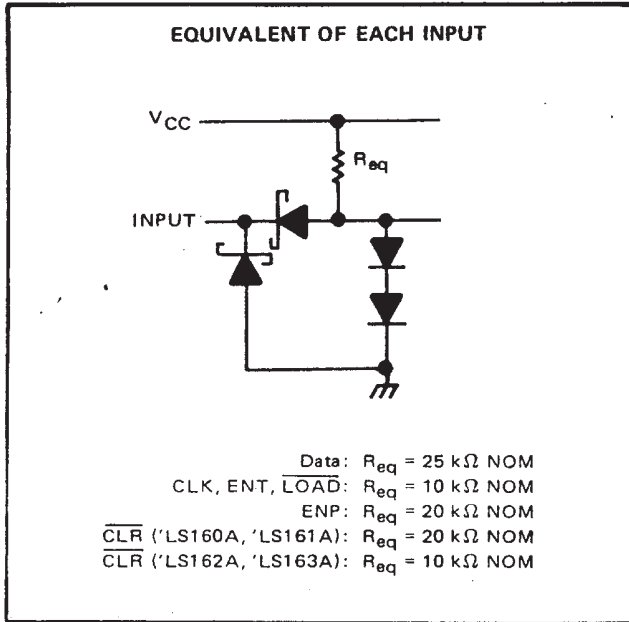 EQUIVALENT OF EACH INPUT
VCC
Req
INPUT
Data: Req = 25 kΩ NOM
CLK, ENT, LOAD: Req = 10 kΩ NOM
ENP: Req = 20 kΩ NOM
CLR ('LS160A, 'LS161A): Req = 20 kΩ NOM
CLR ('LS162A, 'LS163A): Req = 10 kΩ NOM